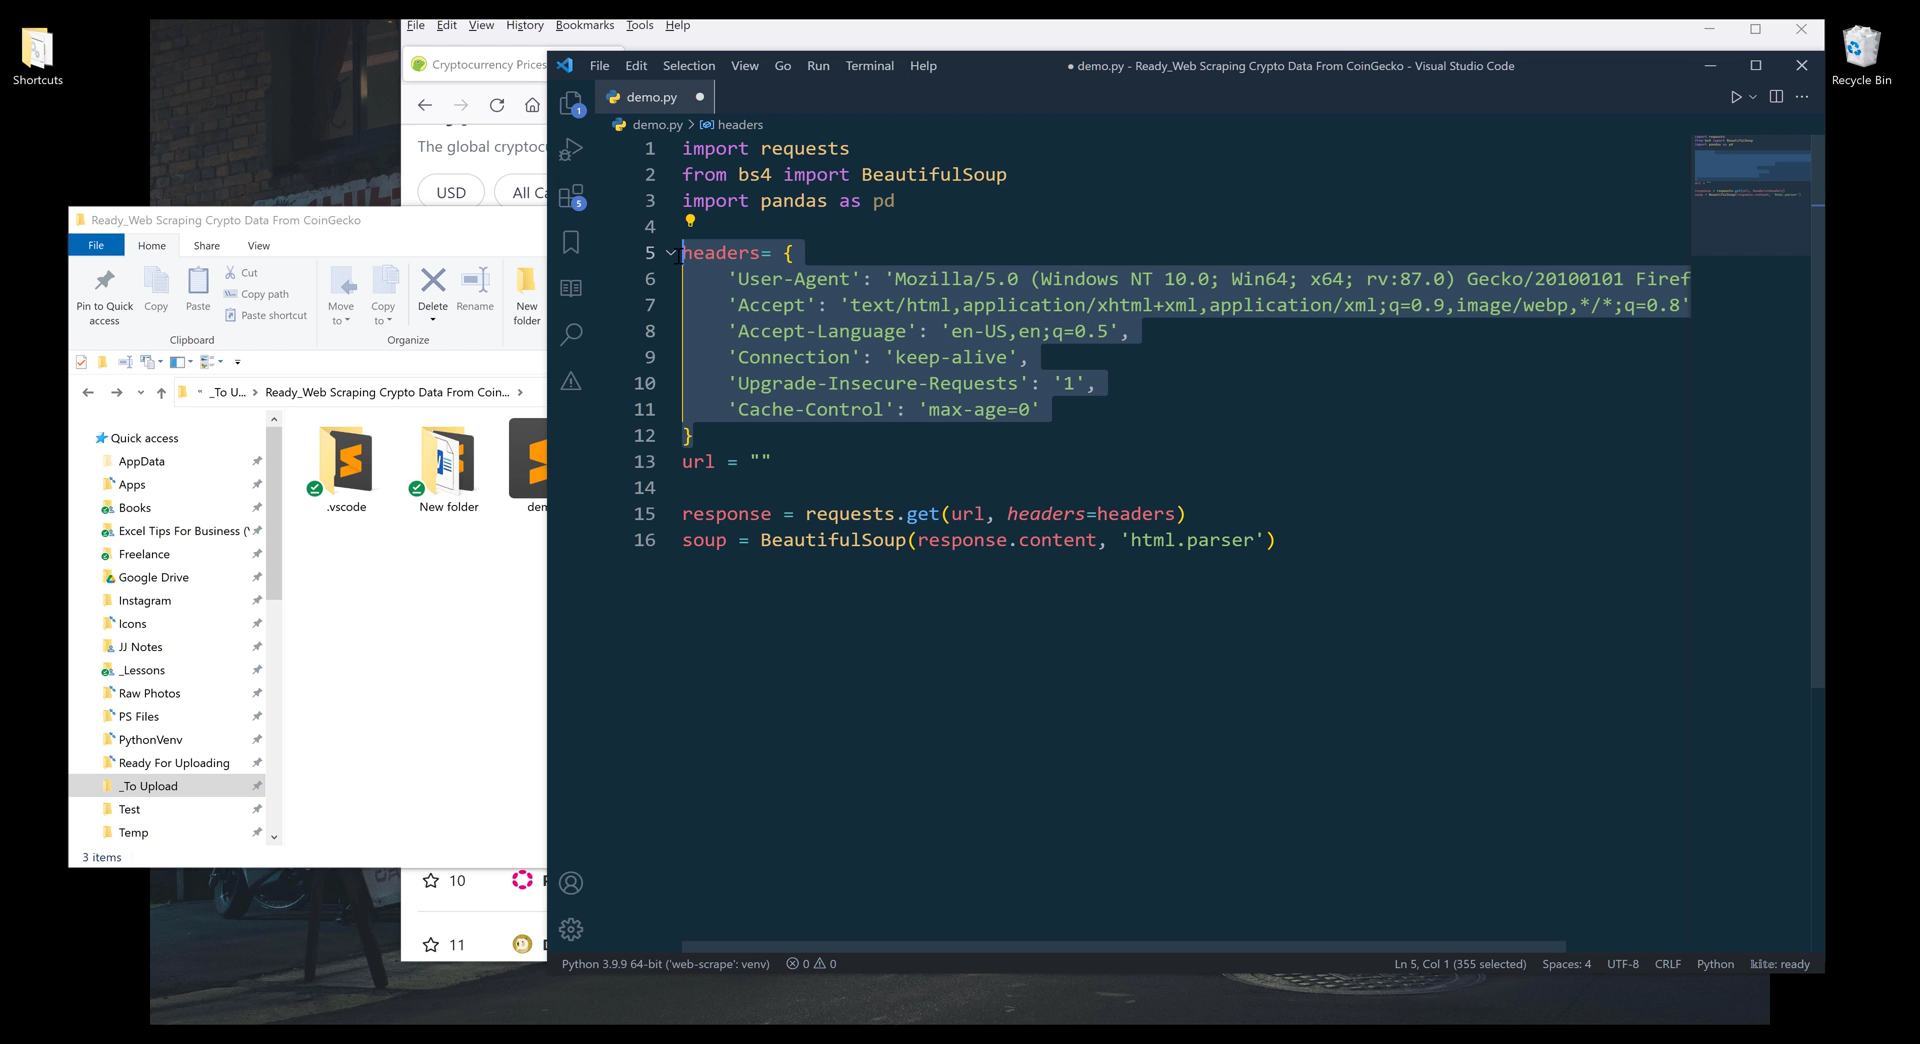 Shortcuts
Recycle Bin
File Edit View History Bookmarks Tools Help
Cryptocurrency Prices
The global cryptocu
USD
All Ca
10
11
Ready_Web Scraping Crypto Data From CoinGecko
File Home Share View
Pin to Quick access
Copy
Paste
Cut
Copy path
Paste shortcut
Clipboard
Move to
Copy to
Delete
Rename
Organize
New folder
_To U... > Ready_Web Scraping Crypto Data From Coin... >
Quick access
AppData
Apps
Books
Excel Tips For Business (Y
Freelance
Google Drive
Instagram
Icons
JJ Notes
_Lessons
Raw Photos
PS Files
PythonVenv
Ready For Uploading
_To Upload
Test
Temp
.vscode
New folder
dem
3 items
File Edit Selection View Go Run Terminal Help
● demo.py - Ready_Web Scraping Crypto Data From CoinGecko - Visual Studio Code
demo.py
demo.py > headers
1
5
1 import requests
2 from bs4 import BeautifulSoup
3 import pandas as pd
4
5 headers= {
6 'User-Agent': 'Mozilla/5.0 (Windows NT 10.0; Win64; x64; rv:87.0) Gecko/20100101 Firef
7 'Accept': 'text/html,application/xhtml+xml,application/xml;q=0.9,image/webp,*/*;q=0.8'
8 'Accept-Language': 'en-US,en;q=0.5',
9 'Connection': 'keep-alive',
10 'Upgrade-Insecure-Requests': '1',
11 'Cache-Control': 'max-age=0'
12 }
13 url = ""
14
15 response = requests.get(url, headers=headers)
16 soup = BeautifulSoup(response.content, 'html.parser')
Python 3.9.9 64-bit ('web-scrape': venv) 0 0 Ln 5, Col 1 (355 selected) Spaces: 4 UTF-8 CRLF Python kite: ready